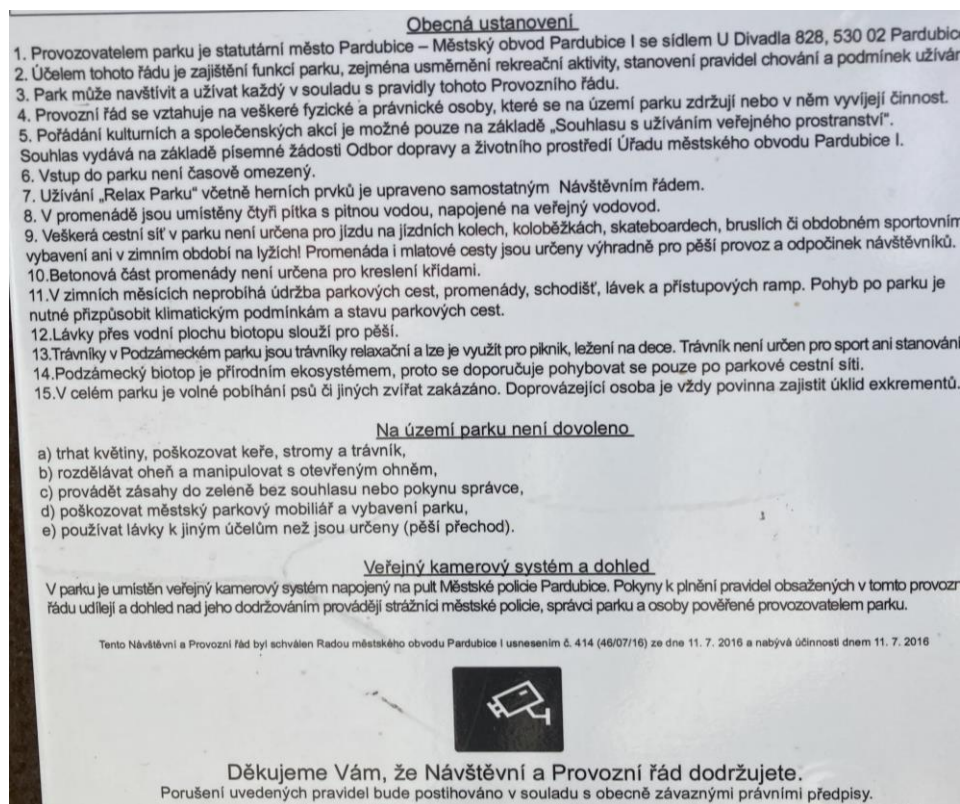 Obecná ustanovení
1. Provozovatelem parku je statutární město Pardubice – Městský obvod Pardubice I se sídlem U Divadla 828, 530 02 Pardubice
2. Účelem tohoto řádu je zajištění funkcí parku, zejména usměrnění rekreační aktivity, stanovení pravidel chování a podmínek užíván
3. Park může navštívit a užívat každý v souladu s pravidly tohoto Provozního řádu.
4. Provozní řád se vztahuje na veškeré fyzické a právnické osoby, které se na území parku zdržují nebo v něm vyvíjejí činnost.
5. Pořádání kulturních a společenských akcí je možné pouze na základě „Souhlasu s užíváním veřejného prostranství“.
Souhlas vydává na základě písemné žádosti Odbor dopravy a životního prostředí Úřadu městského obvodu Pardubice I.
6. Vstup do parku není časově omezený.
7. Užívání „Relax Parku“ včetně herních prvků je upraveno samostatným Návštěvním řádem.
8. V promenádě jsou umístěny čtyři pítka s pitnou vodou, napojené na veřejný vodovod.
9. Veškerá cestní síť v parku není určena pro jízdu na jízdních kolech, koloběžkách, skateboardech, bruslích či obdobném sportovním
vybavení ani v zimním období na lyžích! Promenáda i mlatové cesty jsou určeny výhradně pro pěší provoz a odpočinek návštěvníků.
10.Betonová část promenády není určena pro kreslení křídami.
11.V zimních měsících neprobíhá údržba parkových cest, promenády, schodišť, lávek a přístupových ramp. Pohyb po parku je
nutné přizpůsobit klimatickým podmínkám a stavu parkových cest.
12.Lávky přes vodní plochu biotopu slouží pro pěší.
13.Trávníky v Podzámeckém parku jsou trávníky relaxační a lze je využít pro piknik, ležení na dece. Trávník není určen pro sport ani stanování
14.Podzámecký biotop je přírodním ekosystémem, proto se doporučuje pohybovat se pouze po parkové cestní síti.
15.V celém parku je volné pobíhání psů či jiných zvířat zakázáno. Doprovázející osoba je vždy povinna zajistit úklid exkrementů.
Na území parku není dovoleno
a) trhat květiny, poškozovat keře, stromy a trávník,
b) rozdělávat oheň a manipulovat s otevřeným ohněm,
c) provádět zásahy do zeleně bez souhlasu nebo pokynu správce,
d) poškozovat městský parkový mobiliář a vybavení parku,
e) používat lávky k jiným účelům než jsou určeny (pěší přechod).
Veřejný kamerový systém a dohled
V parku je umístěn veřejný kamerový systém napojený na pult Městské policie Pardubice. Pokyny k plnění pravidel obsažených v tomto provozn
řádu udílejí a dohled nad jeho dodržováním provádějí strážníci městské policie, správci parku a osoby pověřené provozovatelem parku.
Tento Návštěvní a Provozní řád byl schválen Radou městského obvodu Pardubice I usnesením č. 414 (46/07/16) ze dne 11. 7. 2016 a nabývá účinnosti dnem 11. 7. 2016
Děkujeme Vám, že Návštěvní a Provozní řád dodržujete.
Porušení uvedených pravidel bude postihováno v souladu s obecně závaznými právními předpisy.